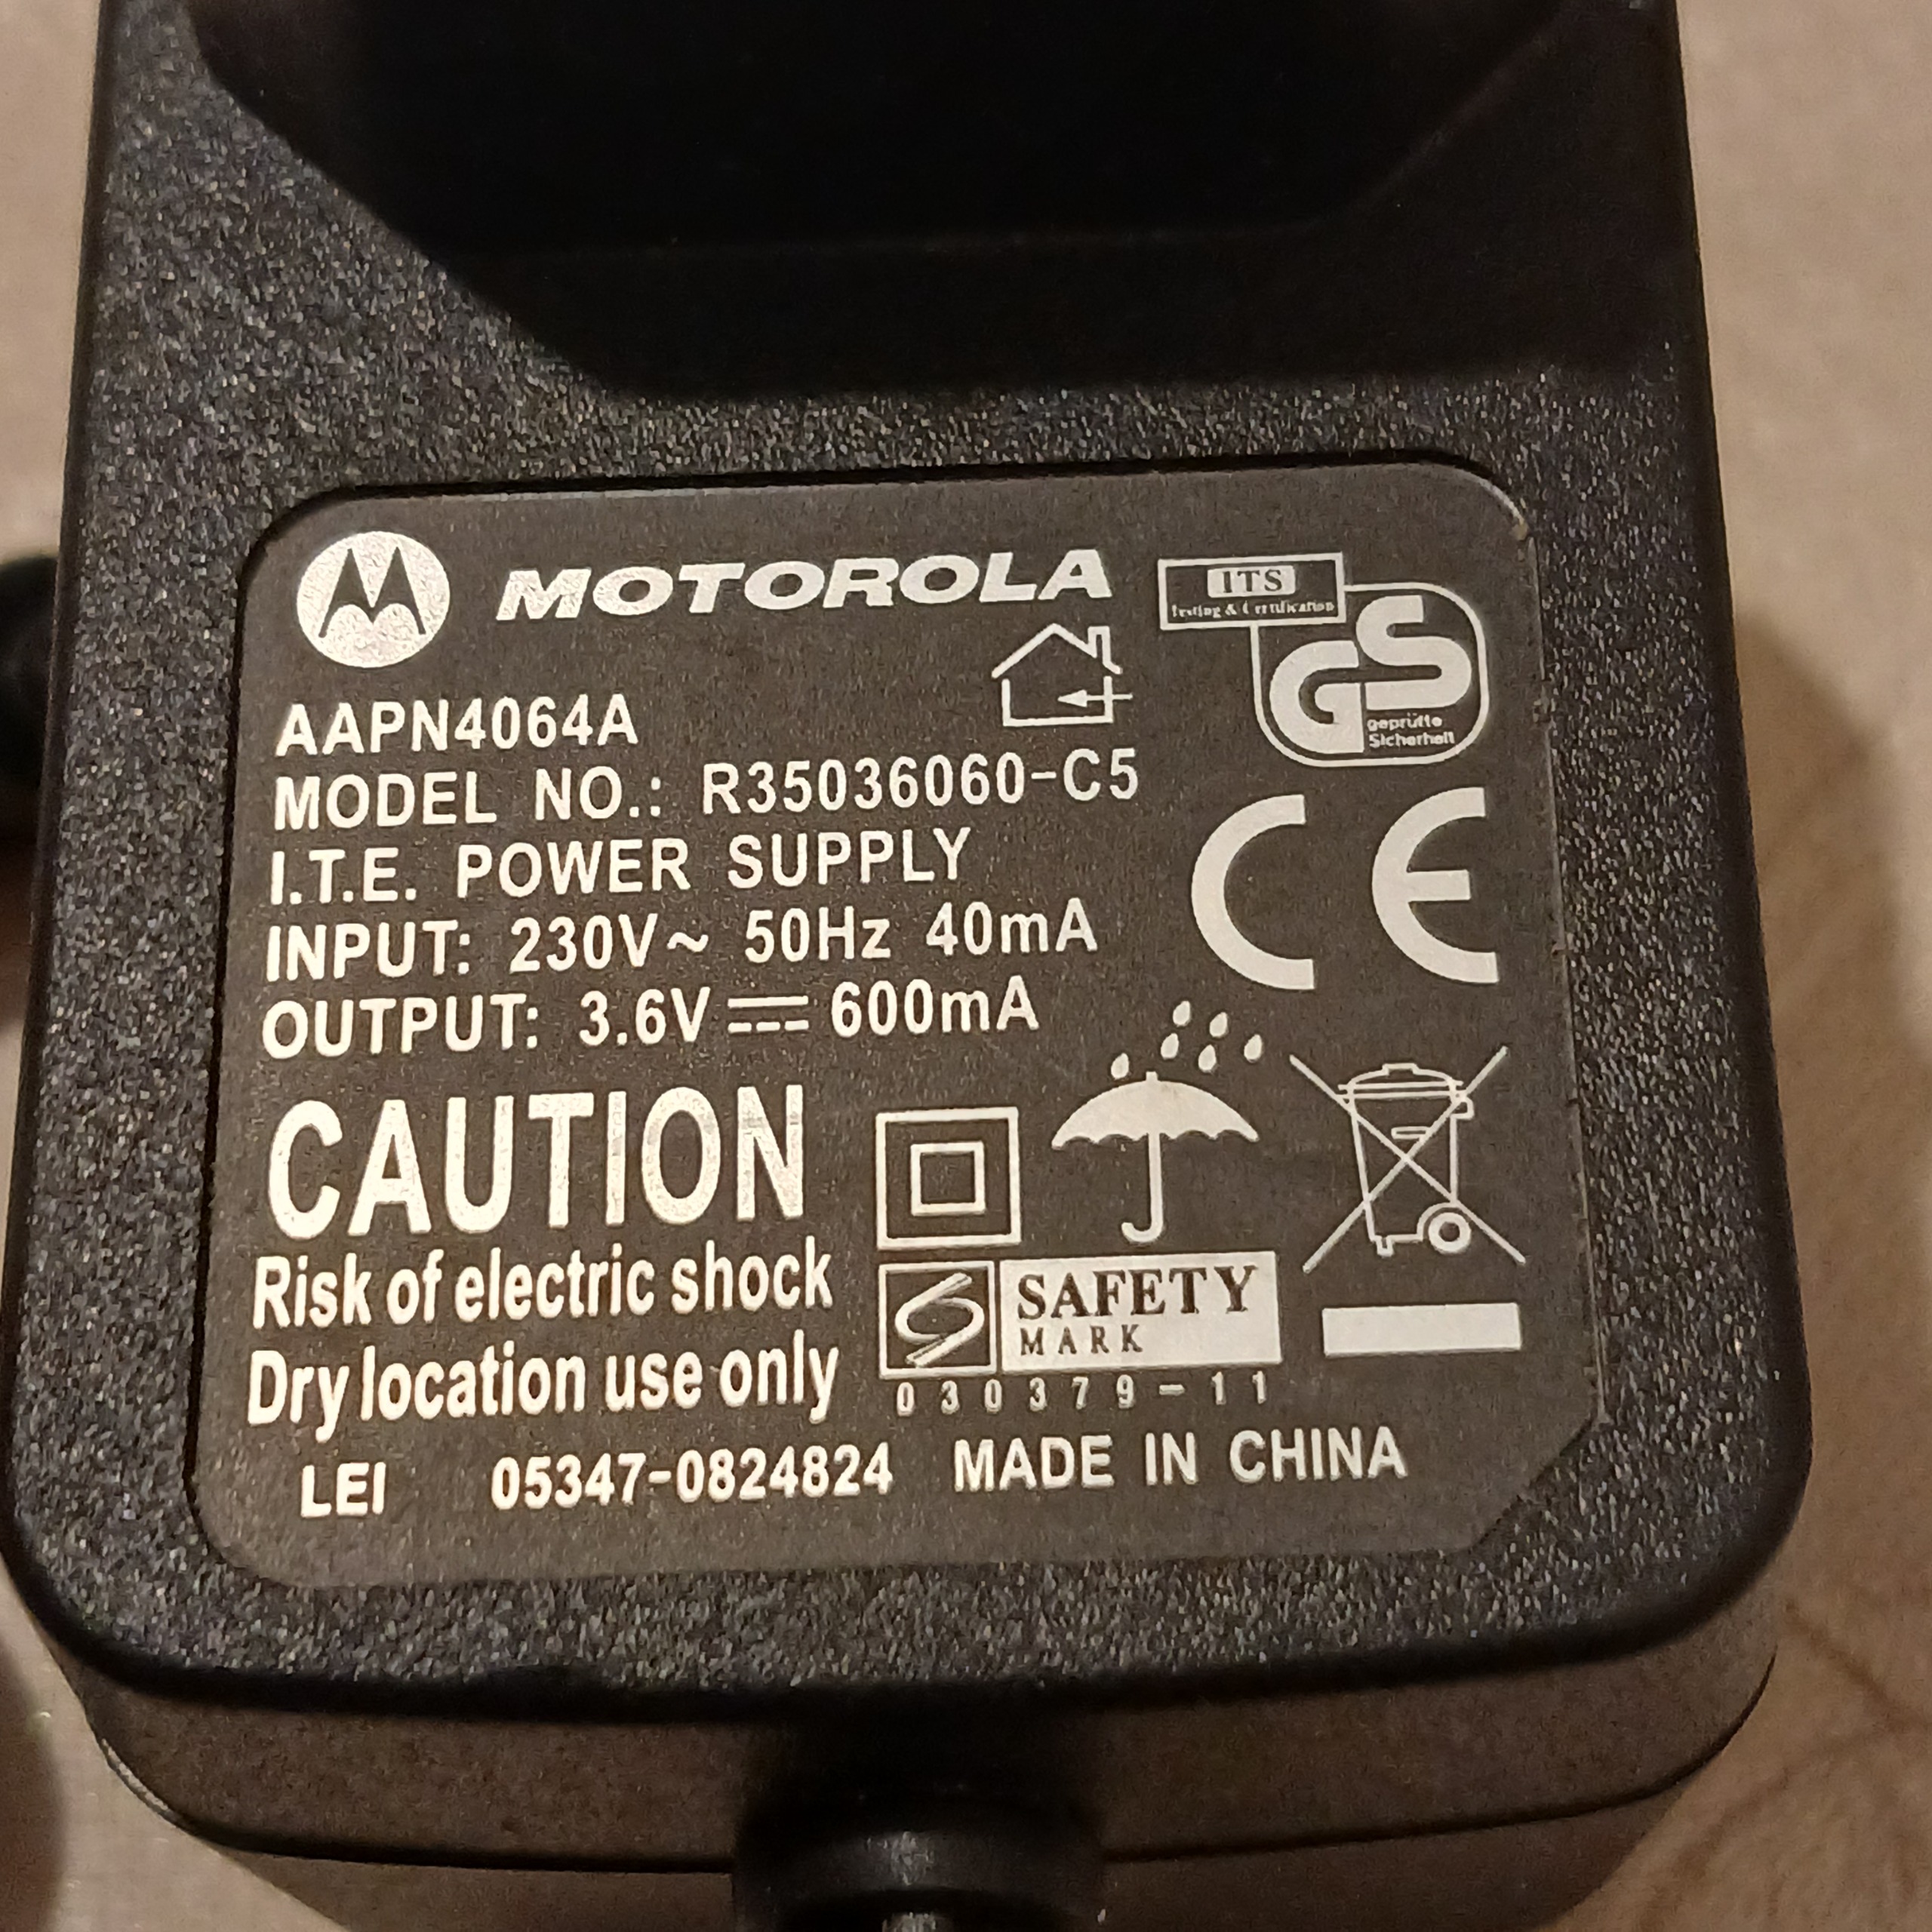 MOTOROLA
ITS
Testing & Certification
GS
geprüfte
Sicherheit
AAPN4064A
MODEL NO.: R35036060-C5
I.T.E. POWER SUPPLY
INPUT: 230V~ 50Hz 40mA
OUTPUT: 3.6V⎓600mA
CE
CAUTION
Risk of electric shock
Dry location use only
SAFETY
MARK
030379-11
LEI 05347-0824824 MADE IN CHINA